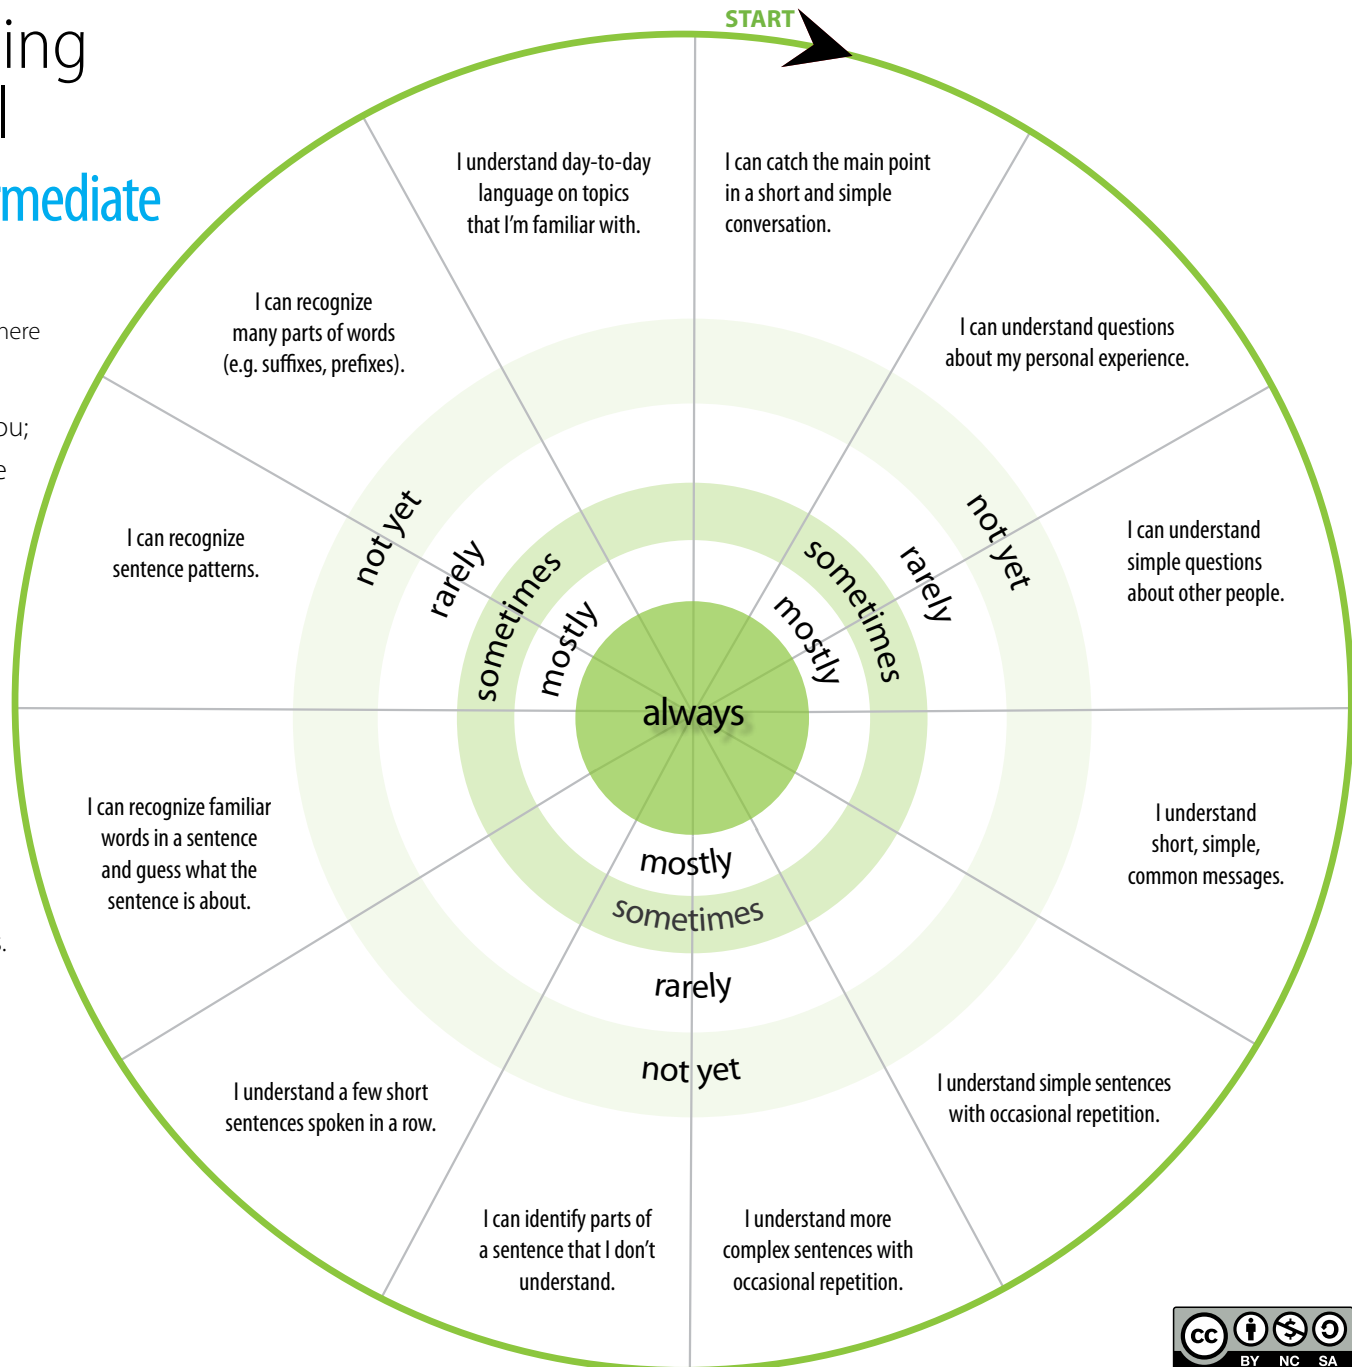 ing
l
mediate
here
ou;
e
s.
START
I can catch the main point
in a short and simple
conversation.
I can understand questions
about my personal experience.
I can understand
simple questions
about other people.
I understand
short, simple,
common messages.
I understand simple sentences
with occasional repetition.
I understand more
complex sentences with
occasional repetition.
I can identify parts of
a sentence that I don't
understand.
I understand a few short
sentences spoken in a row.
I can recognize familiar
words in a sentence
and guess what the
sentence is about.
I can recognize
sentence patterns.
I can recognize
many parts of words
(e.g. suffixes, prefixes).
I understand day-to-day
language on topics
that I'm familiar with.
not yet
rarely
sometimes
mostly
not yet
rarely
sometimes
mostly
always
mostly
sometimes
rarely
not yet
cc
BY NC SA